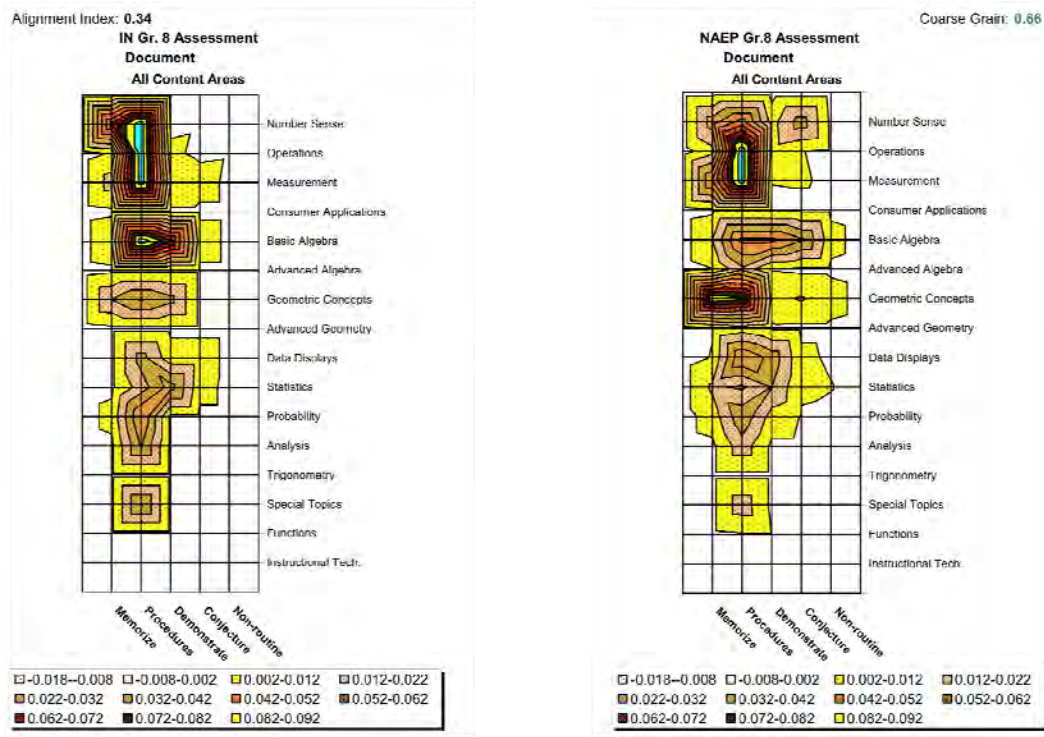 Alignment Index: 0.34
IN Gr. 8 Assessment
Document
All Content Areas
Number Sense
Operations
Measurement
Consumer Applications
Basic Algebra
Advanced Algebra
Geometric Concepts
Advanced Geometry
Data Displays
Statistics
Probability
Analysis
Trigonometry
Special Topics
Functions
Instructional Tech.
Memorize
Procedures
Demonstrate
Conjecture
Non-routine
-0.018--0.008 -0.008-0.002 0.002-0.012 0.012-0.022
0.022-0.032 0.032-0.042 0.042-0.052 0.052-0.062
0.062-0.072 0.072-0.082 0.082-0.092
Coarse Grain: 0.66
NAEP Gr.8 Assessment
Document
All Content Areas
Number Sense
Operations
Measurement
Consumer Applications
Basic Algebra
Advanced Algebra
Geometric Concepts
Advanced Geometry
Data Displays
Statistics
Probability
Analysis
Trigonometry
Special Topics
Functions
Instructional Tech.
Memorize
Procedures
Demonstrate
Conjecture
Non-routine
-0.018--0.008 -0.008-0.002 0.002-0.012 0.012-0.022
0.022-0.032 0.032-0.042 0.042-0.052 0.052-0.062
0.062-0.072 0.072-0.082 0.082-0.092